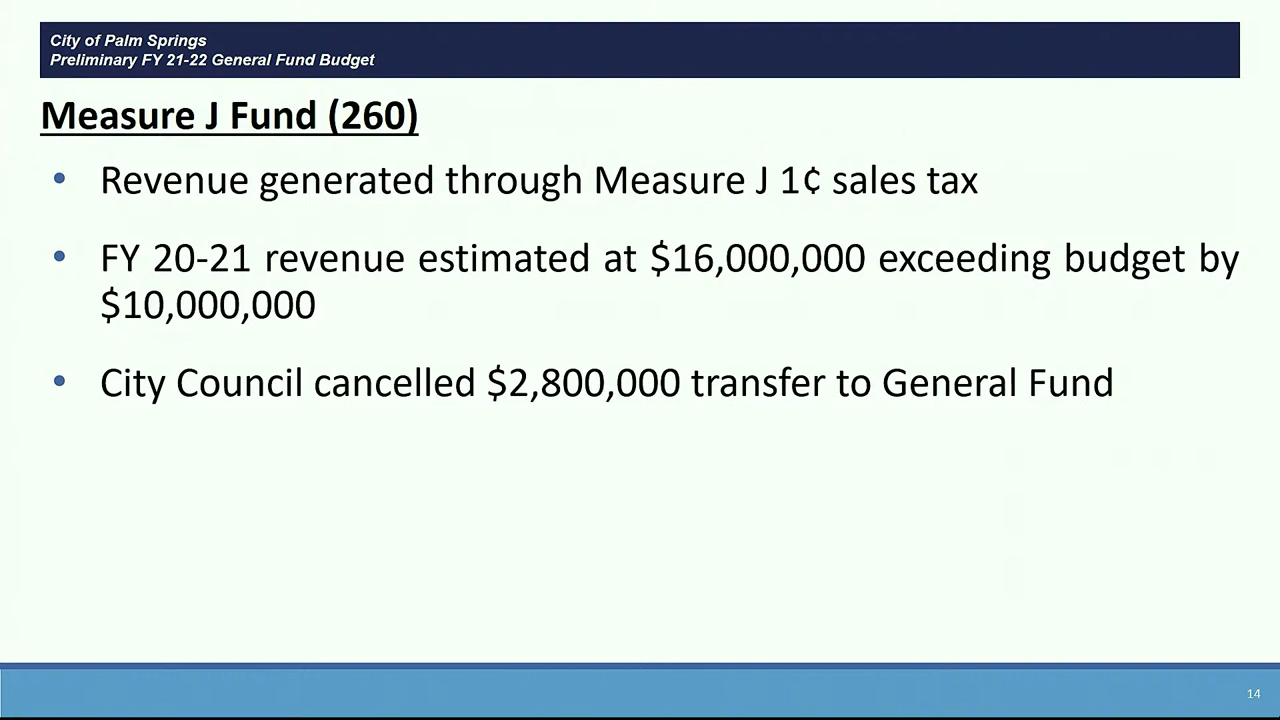 City of Palm Springs
Preliminary FY 21-22 General Fund Budget
Measure J Fund (260)
• Revenue generated through Measure J 1¢ sales tax
• FY 20-21 revenue estimated at $16,000,000 exceeding budget by
$10,000,000
• City Council cancelled $2,800,000 transfer to General Fund
14